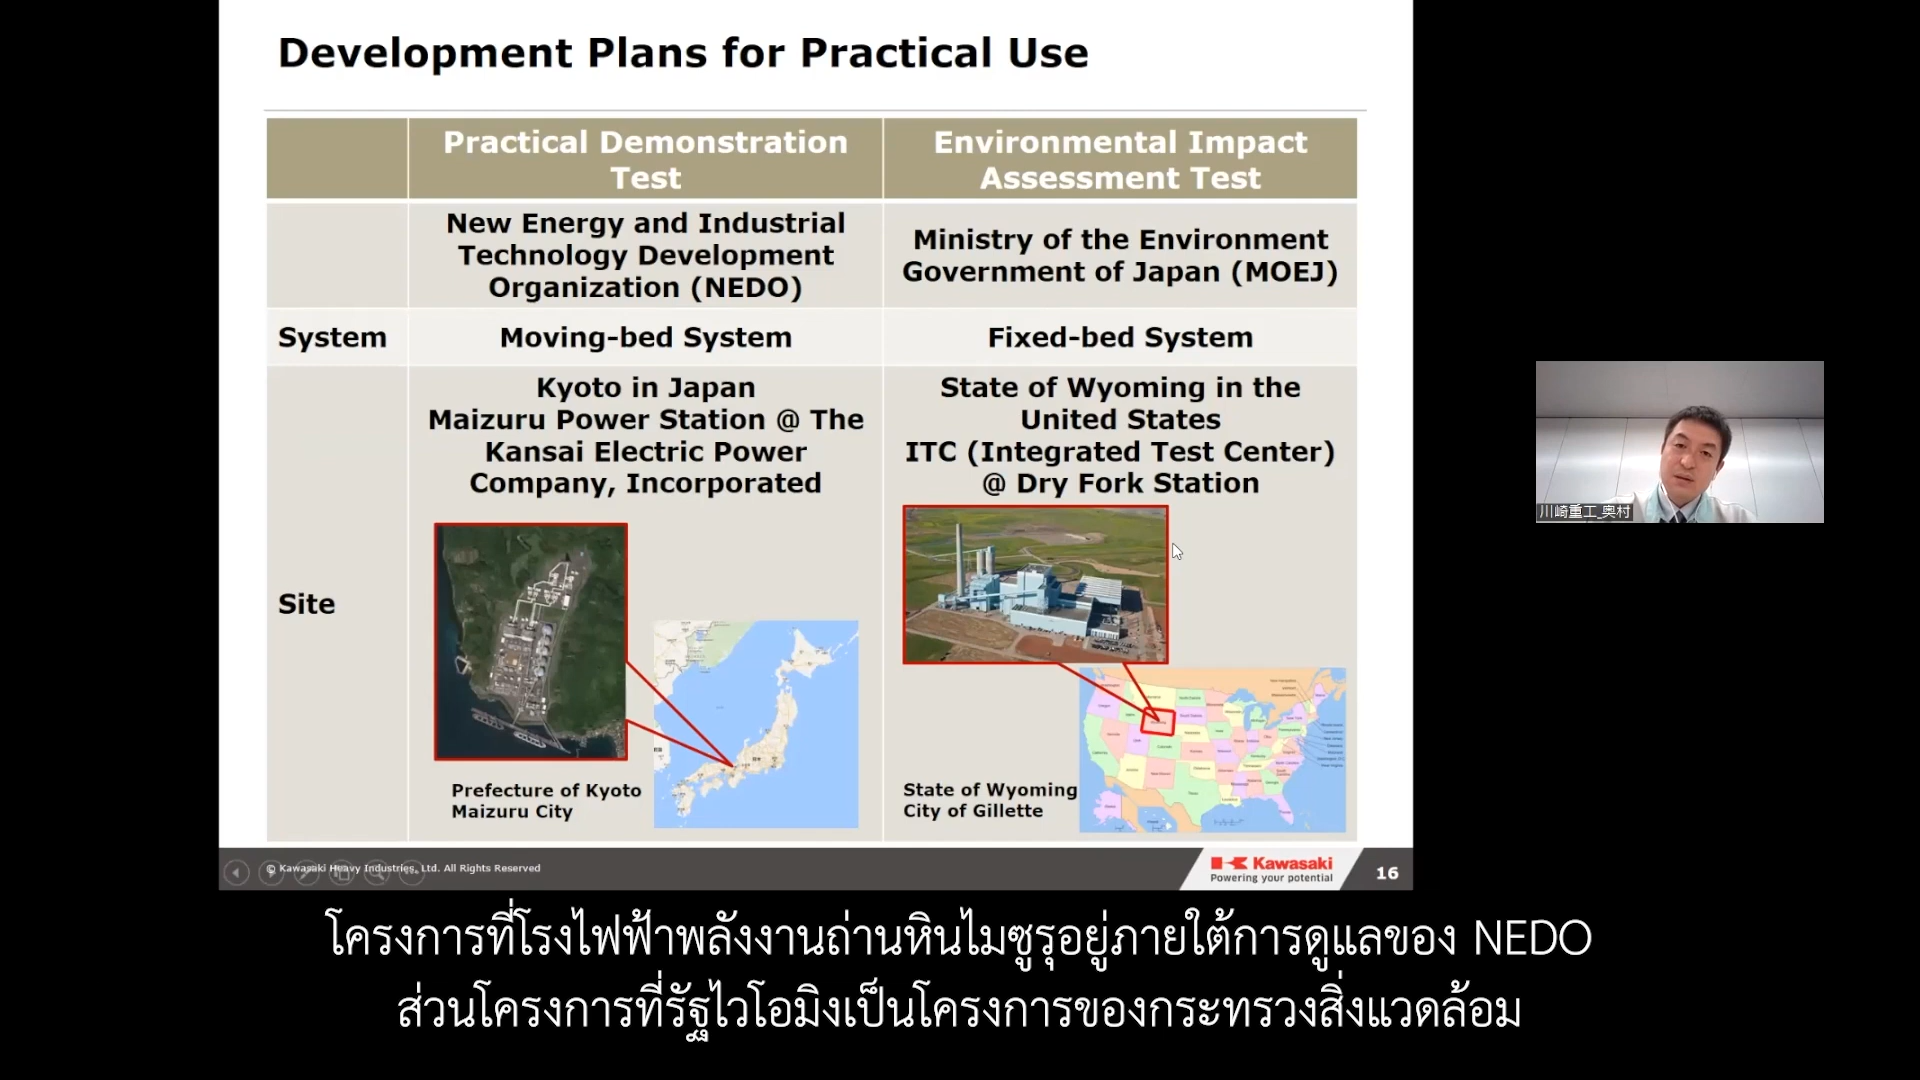 Development Plans for Practical Use
Practical Demonstration
Test
Environmental Impact
Assessment Test
New Energy and Industrial
Technology Development
Organization (NEDO)
Ministry of the Environment
Government of Japan (MOEJ)
System
Moving-bed System
Fixed-bed System
Site
Kyoto in Japan
Maizuru Power Station @ The
Kansai Electric Power
Company, Incorporated
State of Wyoming in the
United States
ITC (Integrated Test Center)
@ Dry Fork Station
Prefecture of Kyoto
Maizuru City
State of Wyoming
City of Gillette
© Kawasaki Heavy Industries, Ltd. All Rights Reserved
Kawasaki
Powering your potential
16
川崎重工_奥村
โครงการที่โรงไฟฟ้าพลังงานถ่านหินไมซูรุอยู่ภายใต้การดูแลของ NEDO
ส่วนโครงการที่รัฐไวโอมิงเป็นโครงการของกระทรวงสิ่งแวดล้อม